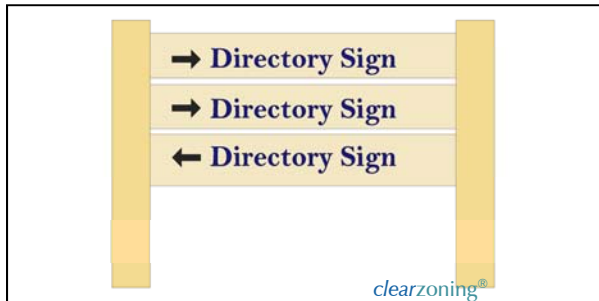 → Directory Sign
→ Directory Sign
← Directory Sign
clearzoning®